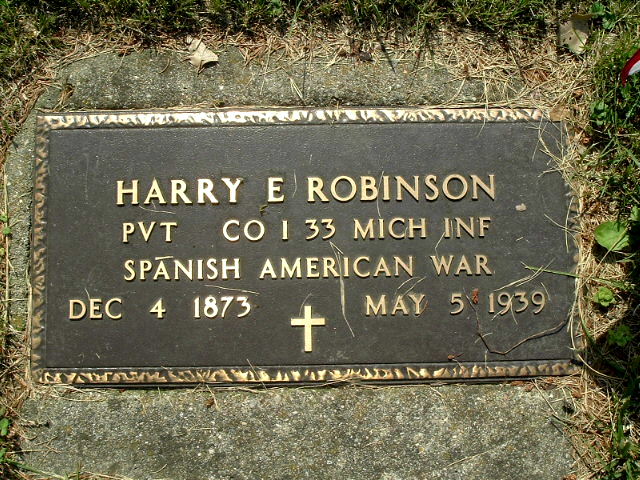 HARRY E ROBINSON
PVT CO I 33 MICH INF
SPANISH AMERICAN WAR
DEC 4 1873 MAY 5 1939